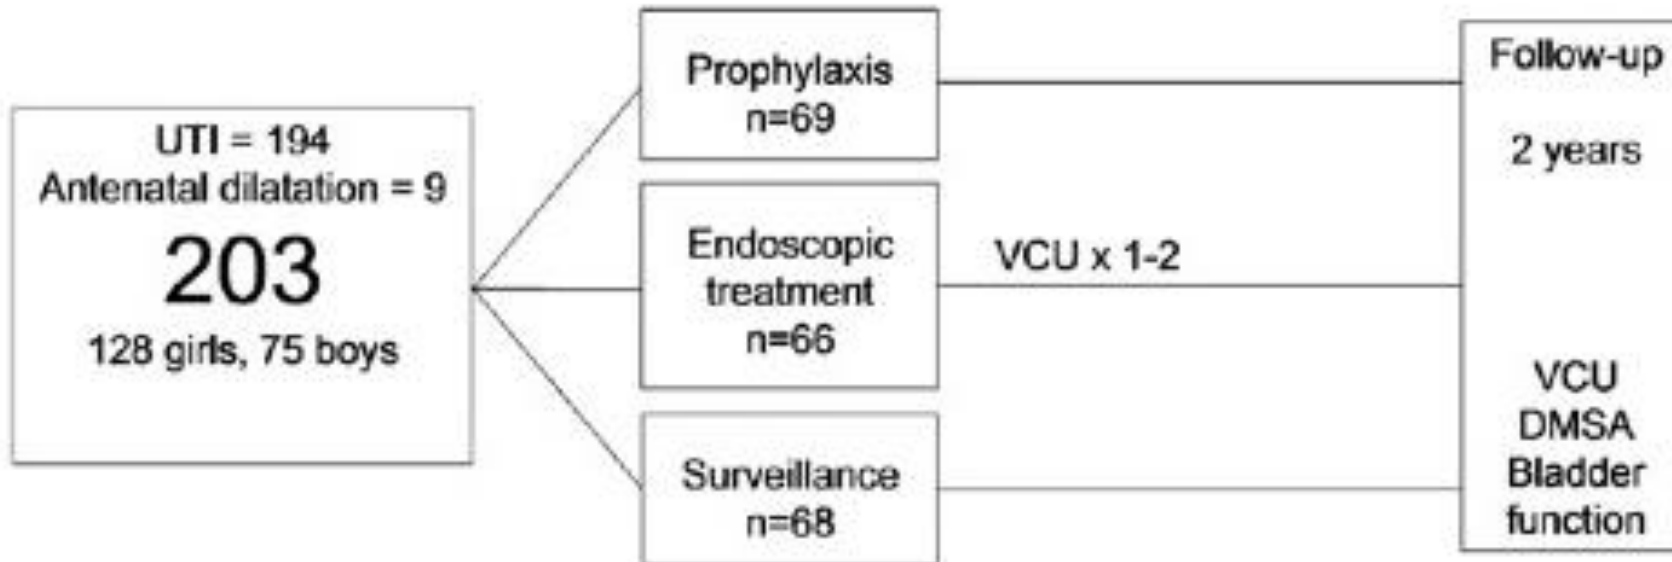 UTI = 194
Antenatal dilatation = 9
203
128 girls, 75 boys
Prophylaxis
n=69
Endoscopic
treatment
n=66
VCU x 1-2
Surveillance
n=68
Follow-up
2 years
VCU
DMSA
Bladder
function